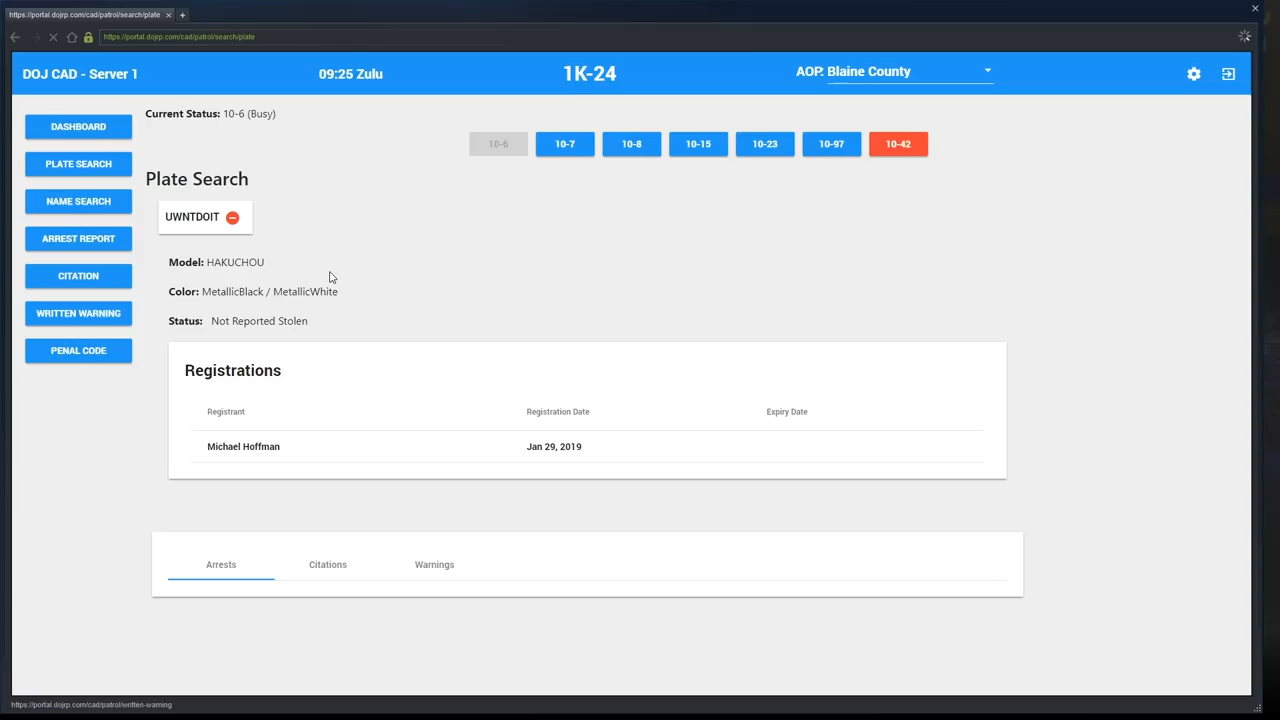 https://portal.dojrp.com/cad/patrol/search/plate
https://portal.dojrp.com/cad/patrol/search/plate
DOJ CAD - Server 1
09:25 Zulu
1K-24
AOP: Blaine County
Current Status: 10-6 (Busy)
10-6 10-7 10-8 10-15 10-23 10-97 10-42
DASHBOARD
PLATE SEARCH
NAME SEARCH
ARREST REPORT
CITATION
WRITTEN WARNING
PENAL CODE
Plate Search
UWNTDOIT
Model: HAKUCHOU
Color: MetallicBlack / MetallicWhite
Status: Not Reported Stolen
Registrations
Registrant Registration Date Expiry Date
Michael Hoffman Jan 29, 2019
Arrests Citations Warnings
https://portal.dojrp.com/cad/patrol/written-warning